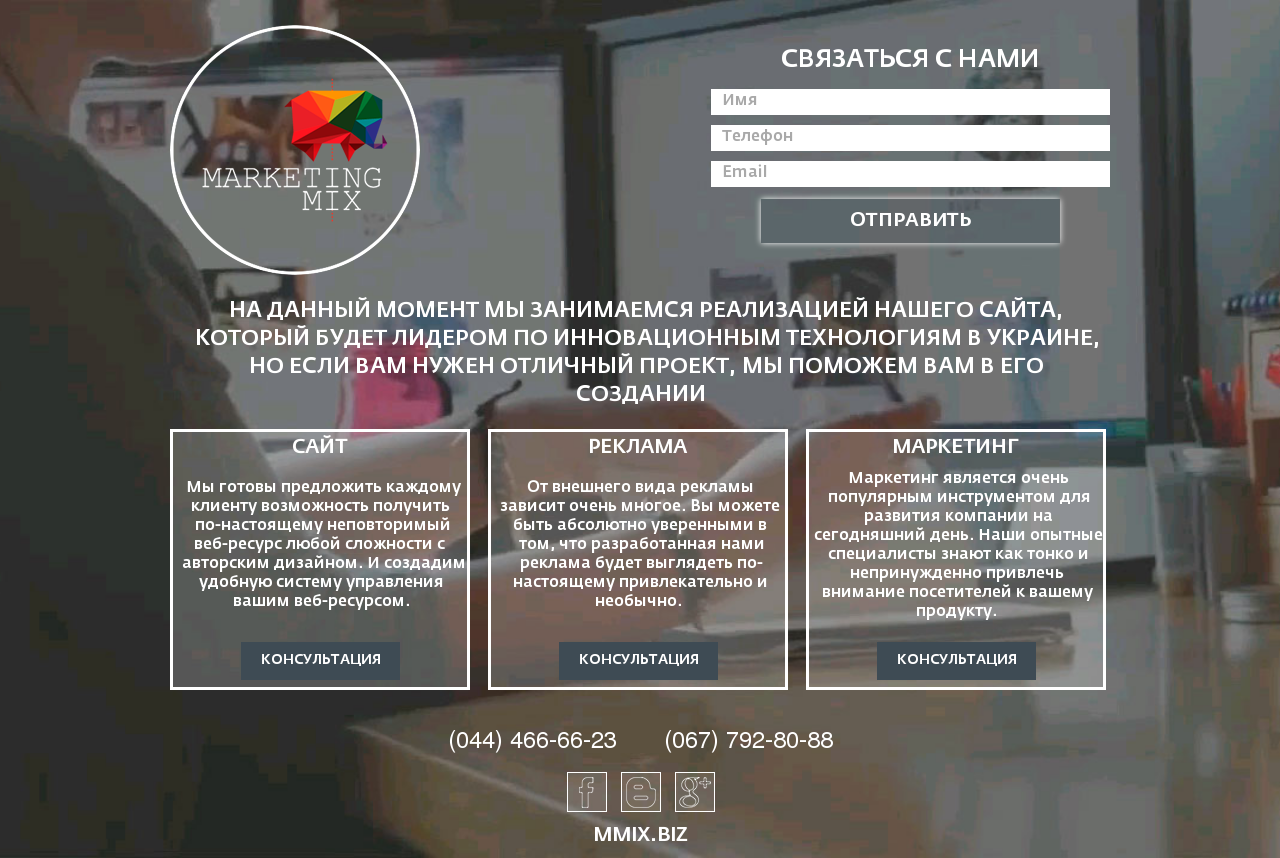 MARKETING
MIX
СВЯЗАТЬСЯ С НАМИ
Имя
Телефон
Email
ОТПРАВИТЬ
НА ДАННЫЙ МОМЕНТ МЫ ЗАНИМАЕМСЯ РЕАЛИЗАЦИЕЙ НАШЕГО САЙТА,
КОТОРЫЙ БУДЕТ ЛИДЕРОМ ПО ИННОВАЦИОННЫМ ТЕХНОЛОГИЯМ В УКРАИНЕ,
НО ЕСЛИ ВАМ НУЖЕН ОТЛИЧНЫЙ ПРОЕКТ, МЫ ПОМОЖЕМ ВАМ В ЕГО
СОЗДАНИИ
САЙТ
Мы готовы предложить каждому
клиенту возможность получить
по-настоящему неповторимый
веб-ресурс любой сложности с
авторским дизайном. И создадим
удобную систему управления
вашим веб-ресурсом.
КОНСУЛЬТАЦИЯ
РЕКЛАМА
От внешнего вида рекламы
зависит очень многое. Вы можете
быть абсолютно уверенными в
том, что разработанная нами
реклама будет выглядеть по-
настоящему привлекательно и
необычно.
КОНСУЛЬТАЦИЯ
МАРКЕТИНГ
Маркетинг является очень
популярным инструментом для
развития компании на
сегодняшний день. Наши опытные
специалисты знают как тонко и
непринужденно привлечь
внимание посетителей к вашему
продукту.
КОНСУЛЬТАЦИЯ
(044) 466-66-23 (067) 792-80-88
f B g+
MMIX.BIZ